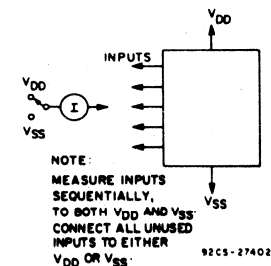 VDD
INPUTS
VDD
I
VSS
VSS
NOTE:
MEASURE INPUTS
SEQUENTIALLY,
TO BOTH VDD AND VSS.
CONNECT ALL UNUSED
INPUTS TO EITHER
VDD OR VSS.
92CS-27402